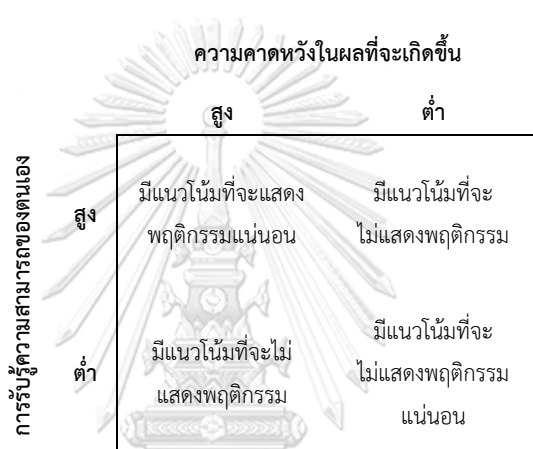 ความคาดหวังในผลที่จะเกิดขึ้น
สูง
ต่ำ
การรับรู้ความสามารถของตนเอง
สูง
มีแนวโน้มที่จะแสดง
พฤติกรรมแน่นอน
มีแนวโน้มที่จะ
ไม่แสดงพฤติกรรม
ต่ำ
มีแนวโน้มที่จะไม่
แสดงพฤติกรรม
มีแนวโน้มที่จะ
ไม่แสดงพฤติกรรม
แน่นอน